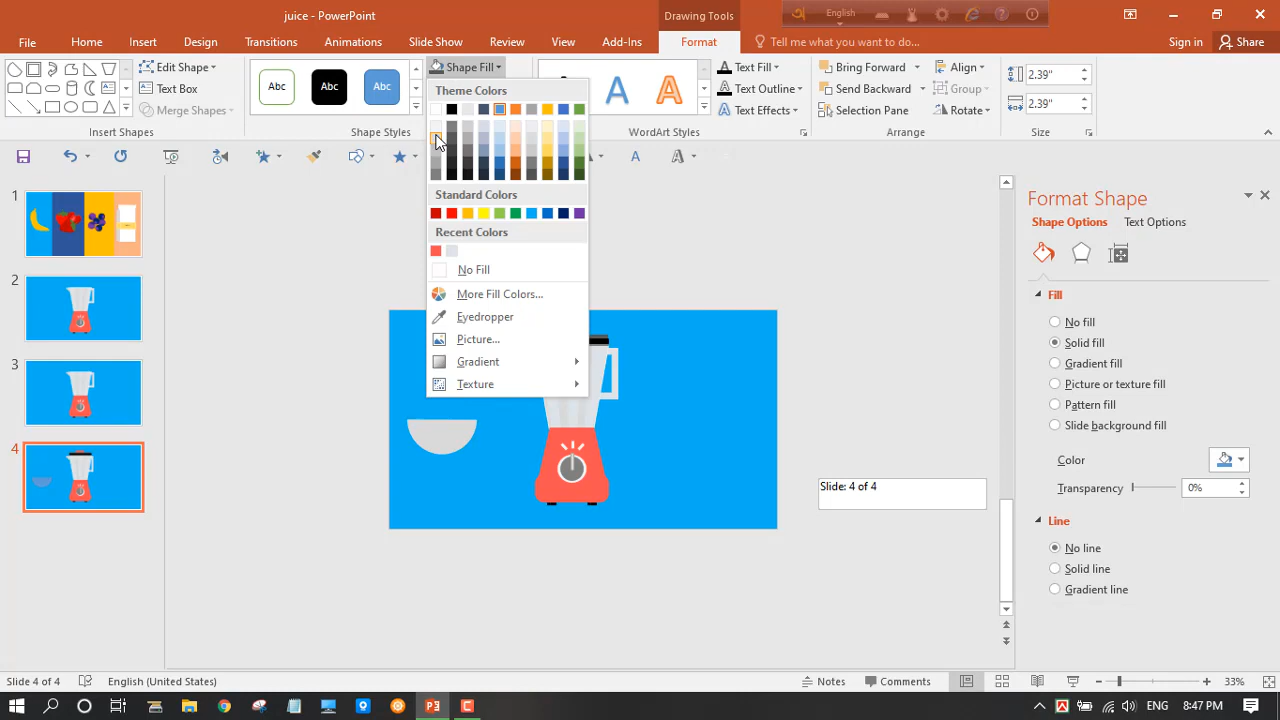 juice - PowerPoint
Drawing Tools
English
File
Home
Insert
Design
Transitions
Animations
Slide Show
Review
View
Add-Ins
Format
Tell me what you want to do...
Sign in
Share
Edit Shape
Text Box
Merge Shapes
Insert Shapes
Abc
Abc
Abc
Shape Styles
Shape Fill
A
A
Text Fill
Text Outline
Text Effects
WordArt Styles
Bring Forward
Send Backward
Selection Pane
Align
Group
Rotate
Arrange
2.39"
2.39"
Size
A
A
Theme Colors
Standard Colors
Recent Colors
No Fill
More Fill Colors...
Eyedropper
Picture...
Gradient
Texture
1
2
3
4
Slide: 4 of 4
Format Shape
Shape Options
Text Options
Fill
No fill
Solid fill
Gradient fill
Picture or texture fill
Pattern fill
Slide background fill
Color
Transparency
0%
Line
No line
Solid line
Gradient line
Slide 4 of 4
English (United States)
Notes
Comments
33%
8:47 PM